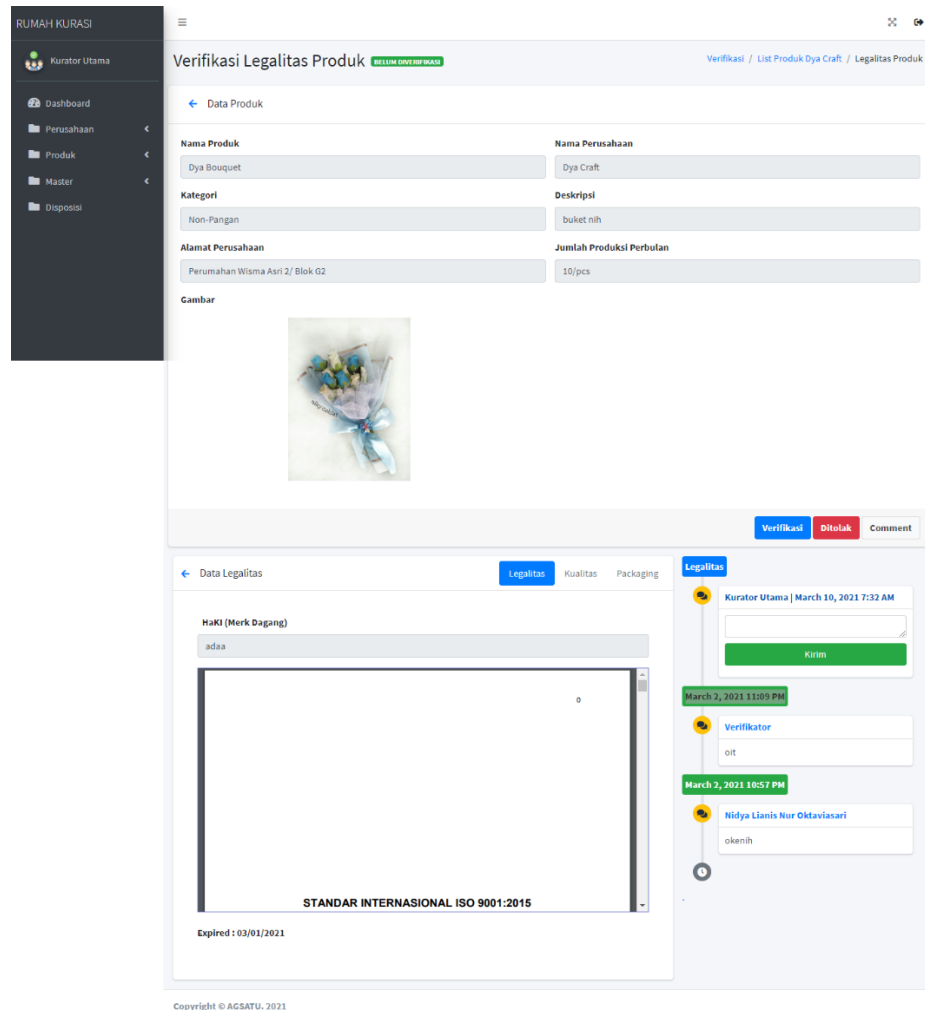 RUMAH KURASI
Kurator Utama
Dashboard
Perusahaan
Produk
Master
Disposisi
Verifikasi Legalitas Produk BELUM DIVERIFIKASI
Verifikasi / List Produk Dya Craft / Legalitas Produk
Data Produk
Nama Produk
Dya Bouquet
Nama Perusahaan
Dya Craft
Kategori
Non-Pangan
Deskripsi
buket nih
Alamat Perusahaan
Perumahan Wisma Asri 2/ Blok G2
Jumlah Produksi Perbulan
10/pcs
Gambar
Verifikasi Ditolak Comment
Data Legalitas
Legalitas Kualitas Packaging
HaKI (Merk Dagang)
adaa
0
STANDAR INTERNASIONAL ISO 9001:2015
Expired : 03/01/2021
Legalitas
Kurator Utama | March 10, 2021 7:32 AM
Kirim
March 2, 2021 11:09 PM
Verifikator
oit
March 2, 2021 10:57 PM
Nidya Lianis Nur Oktaviasari
okenih
.
Copyright © AGSATU. 2021